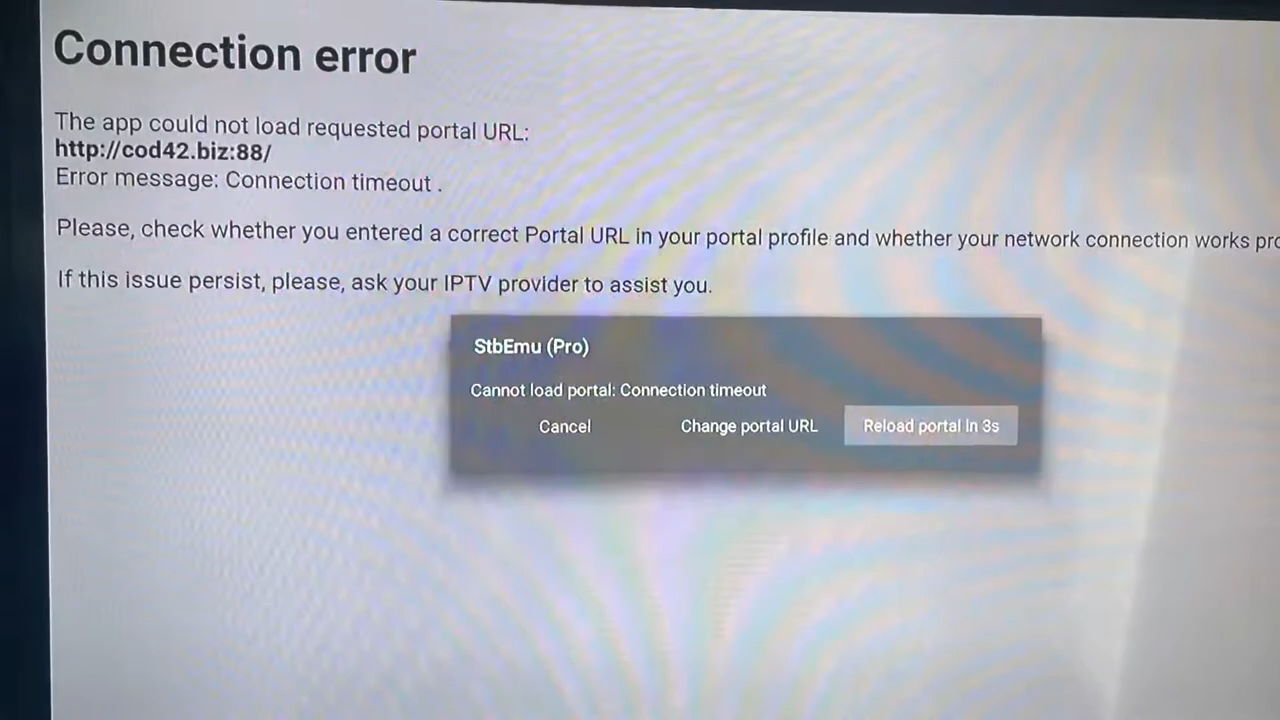 Connection error
The app could not load requested portal URL:
http://cod42.biz:88/
Error message: Connection timeout .
Please, check whether you entered a correct Portal URL in your portal profile and whether your network connection works pro
If this issue persist, please, ask your IPTV provider to assist you.
StbEmu (Pro)
Cannot load portal: Connection timeout
Cancel
Change portal URL
Reload portal in 3s